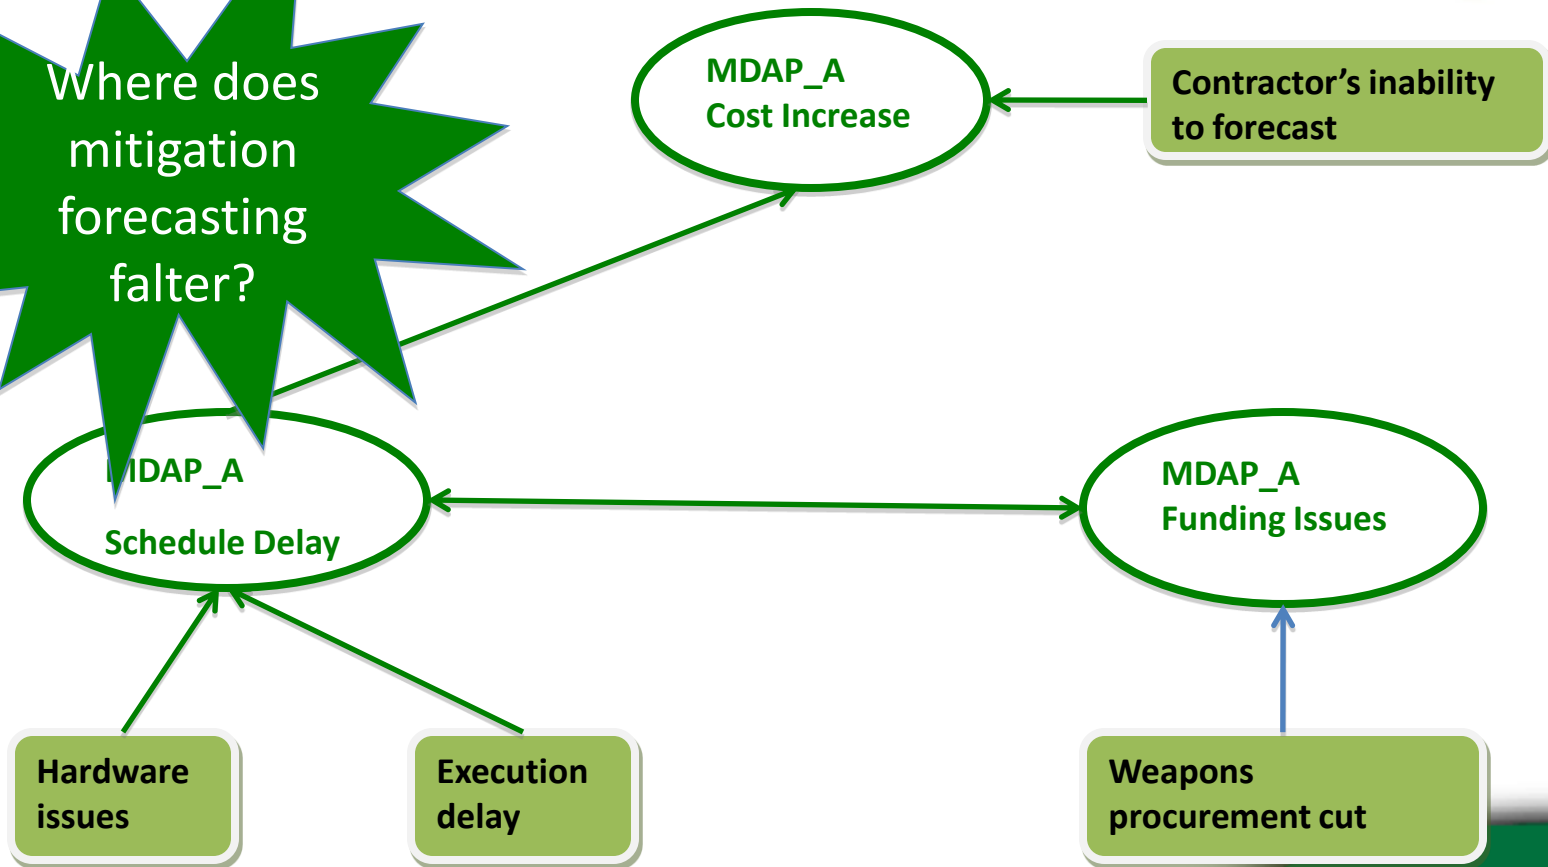 Where does
mitigation
forecasting
falter?
MDAP_A
Cost Increase
Contractor’s inability
to forecast
MDAP_A
Schedule Delay
MDAP_A
Funding Issues
Hardware
issues
Execution
delay
Weapons
procurement cut